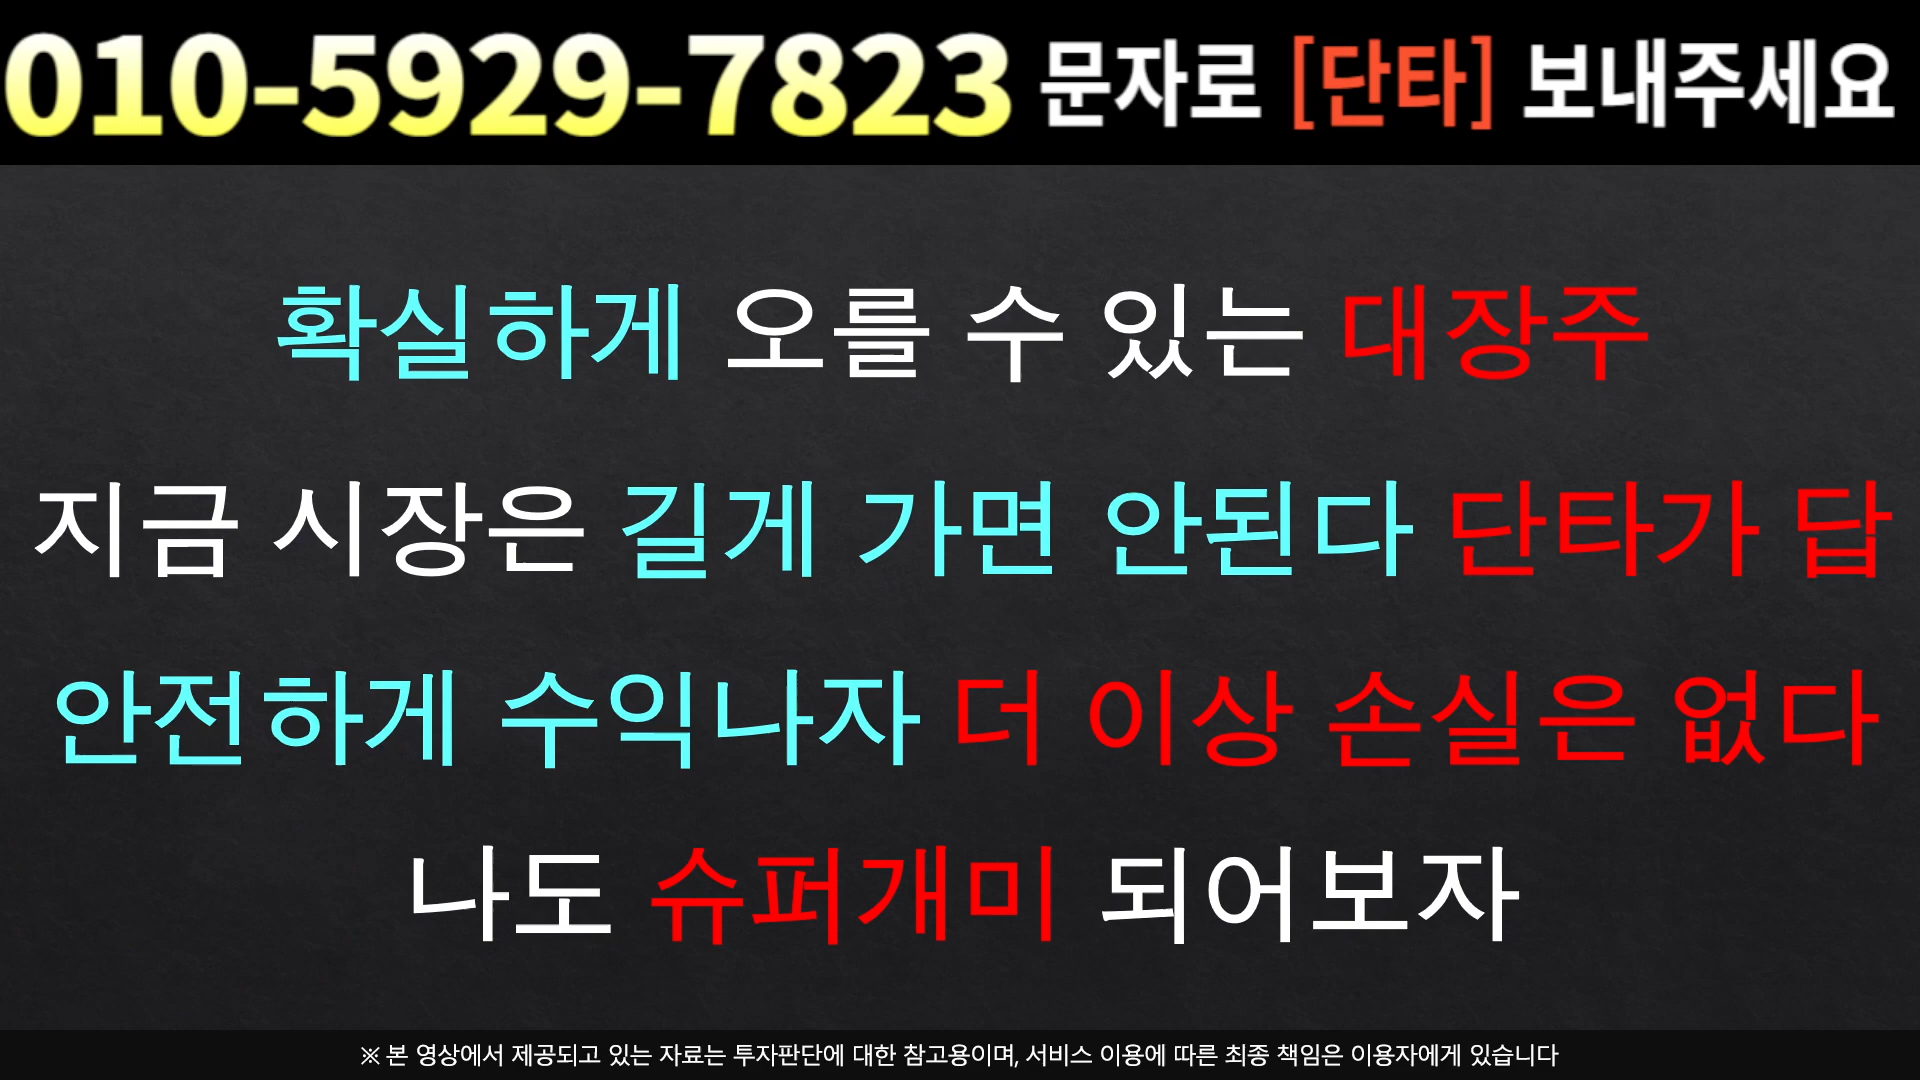 010-5929-7823 문자로 [단타] 보내주세요
확실하게 오를 수 있는 대장주
지금 시장은 길게 가면 안된다 단타가 답
안전하게 수익나자 더 이상 손실은 없다
나도 슈퍼개미 되어보자
※ 본 영상에서 제공되고 있는 자료는 투자판단에 대한 참고용이며, 서비스 이용에 따른 최종 책임은 이용자에게 있습니다